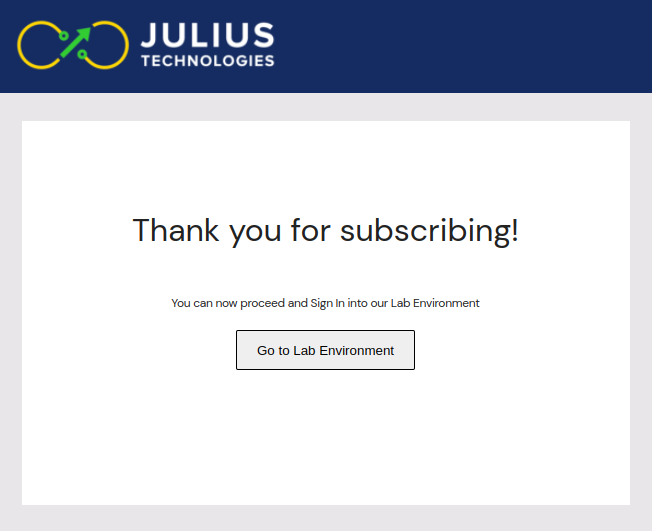 JULIUS
TECHNOLOGIES
Thank you for subscribing!
You can now proceed and Sign In into our Lab Environment
Go to Lab Environment